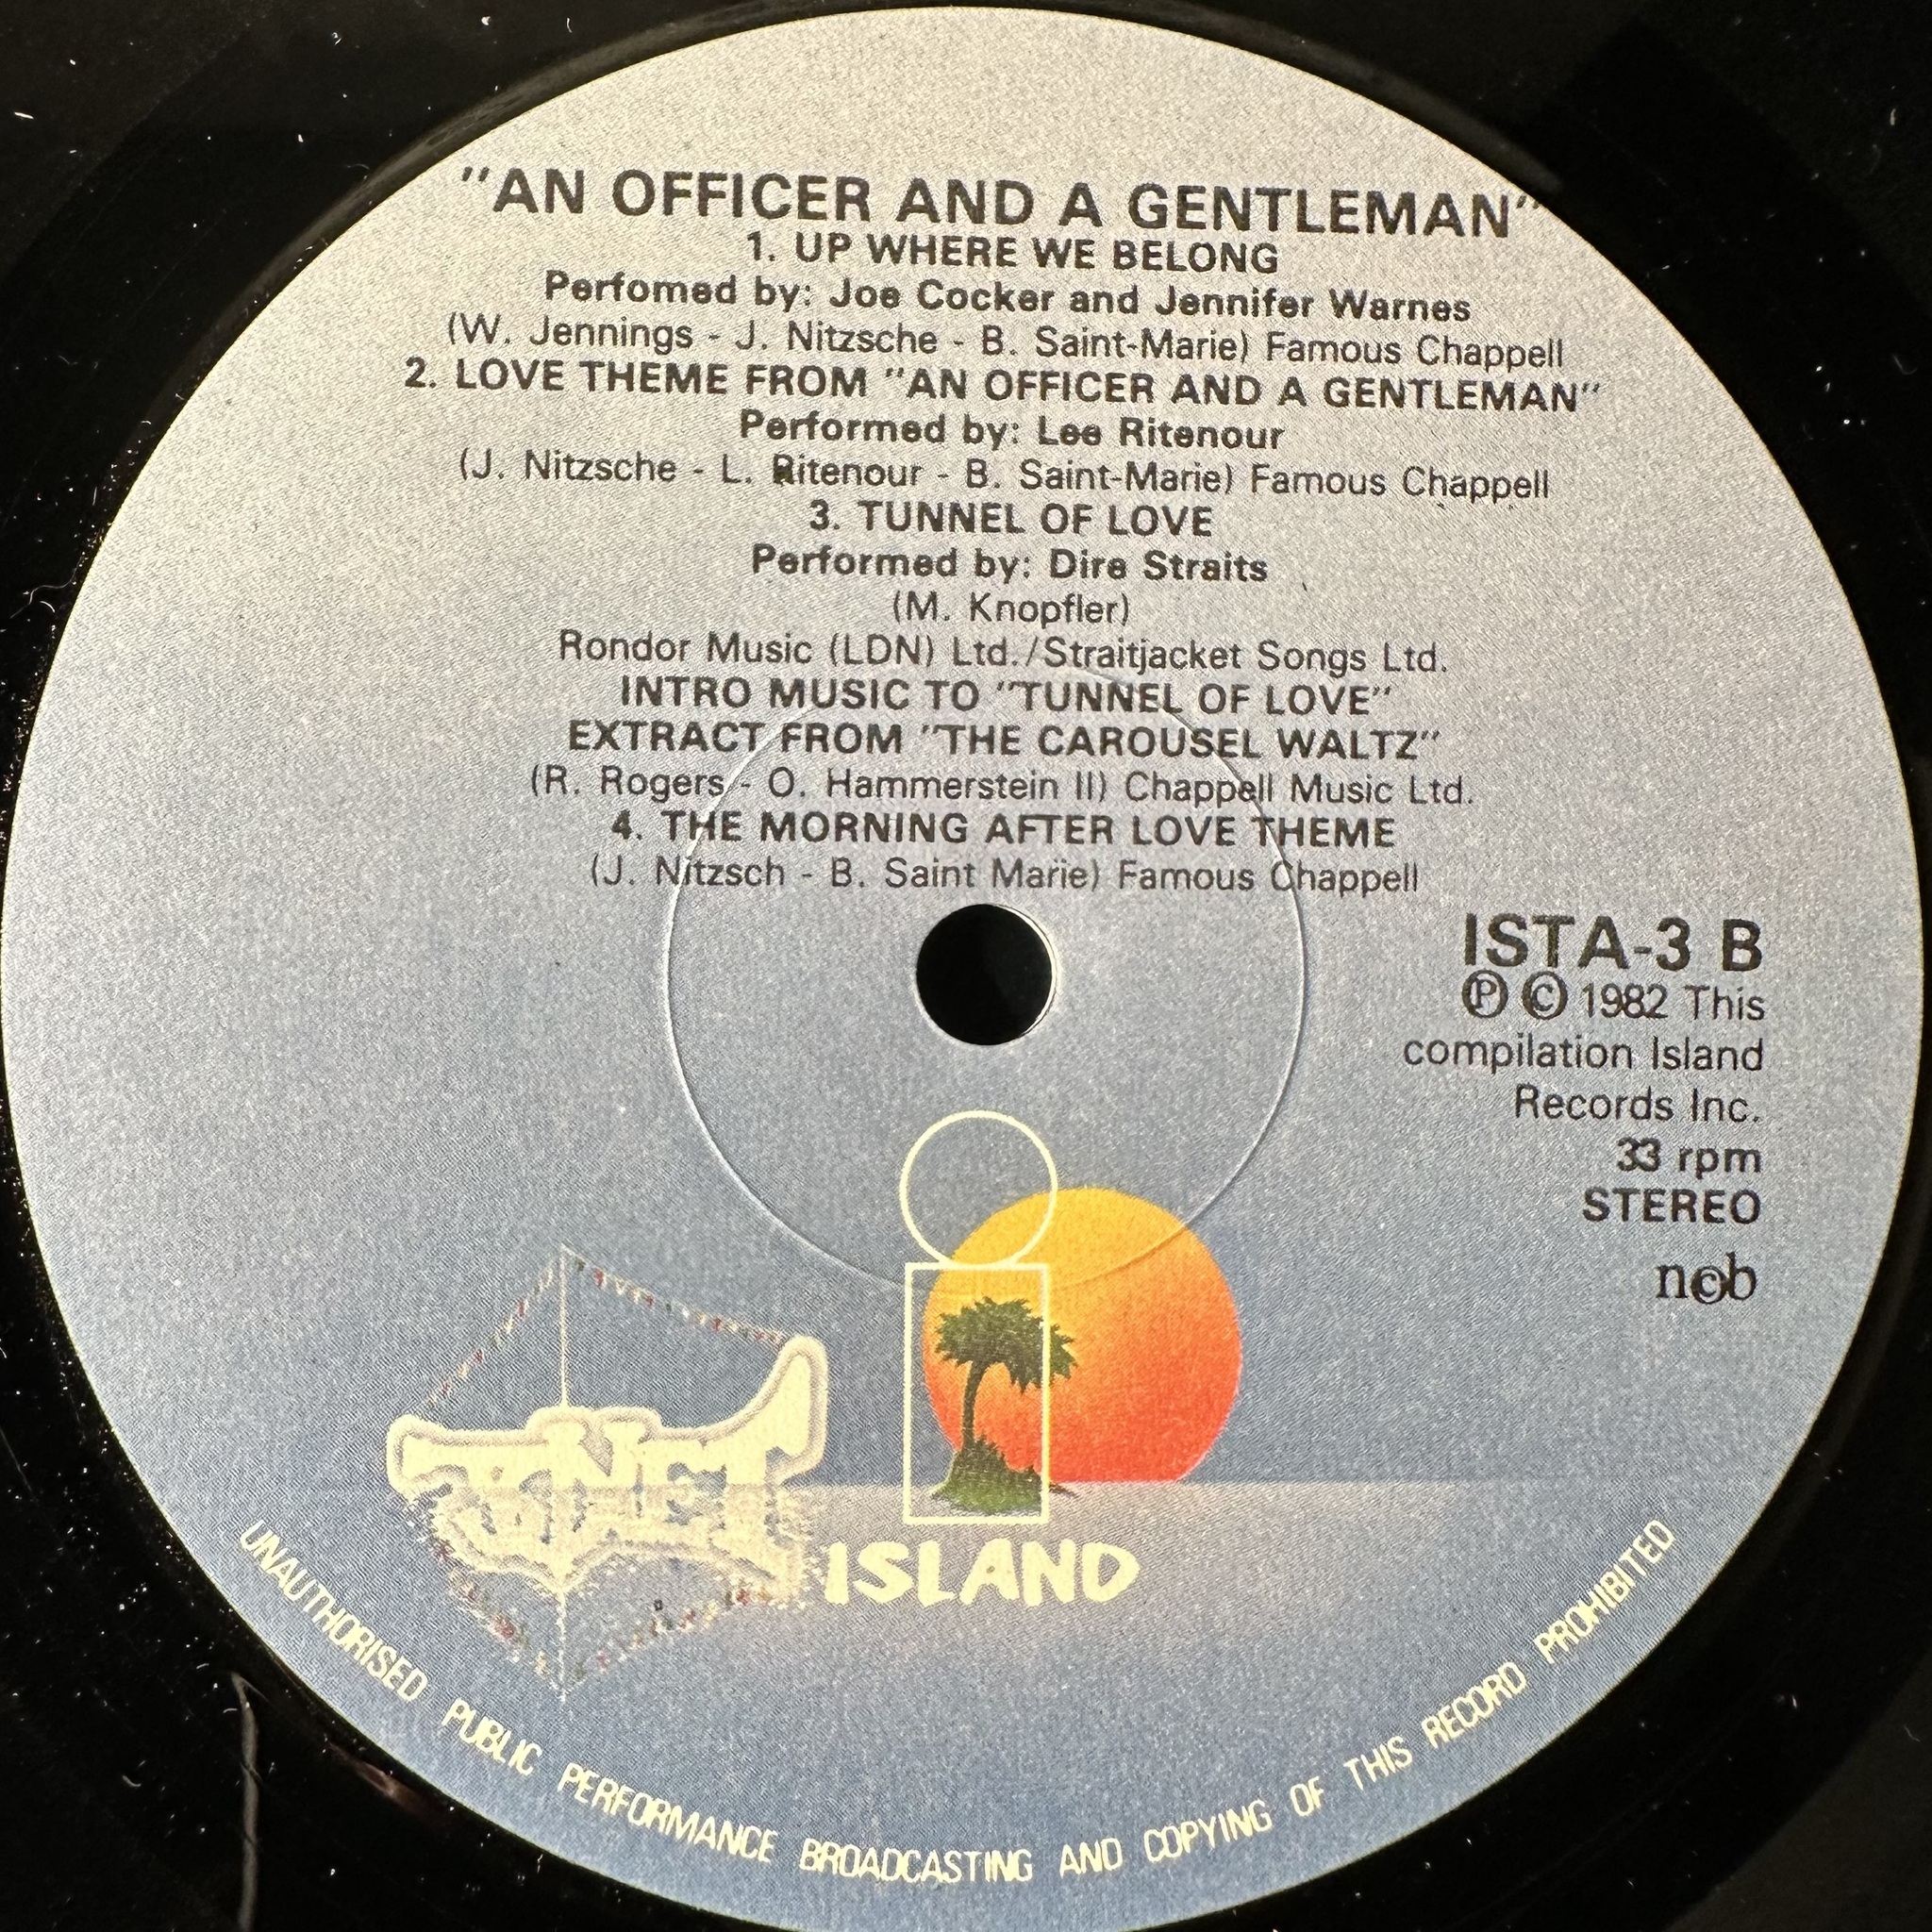 "AN OFFICER AND A GENTLEMAN"
1. UP WHERE WE BELONG
Perfomed by: Joe Cocker and Jennifer Warnes
(W. Jennings - J. Nitzsche - B. Saint-Marie) Famous Chappell
2. LOVE THEME FROM "AN OFFICER AND A GENTLEMAN"
Performed by: Lee Ritenour
(J. Nitzsche - L. Ritenour - B. Saint-Marie) Famous Chappell
3. TUNNEL OF LOVE
Performed by: Dire Straits
(M. Knopfler)
Rondor Music (LDN) Ltd./Straitjacket Songs Ltd.
INTRO MUSIC TO "TUNNEL OF LOVE"
EXTRACT FROM "THE CAROUSEL WALTZ"
(R. Rogers - O. Hammerstein II) Chappell Music Ltd.
4. THE MORNING AFTER LOVE THEME
(J. Nitzsch - B. Saint Marie) Famous Chappell
ISTA-3 B
Ⓟ © 1982 This
compilation Island
Records Inc.
33 rpm
STEREO
ncb
ISLAND
UNAUTHORISED PUBLIC PERFORMANCE BROADCASTING AND COPYING OF THIS RECORD PROHIBITED